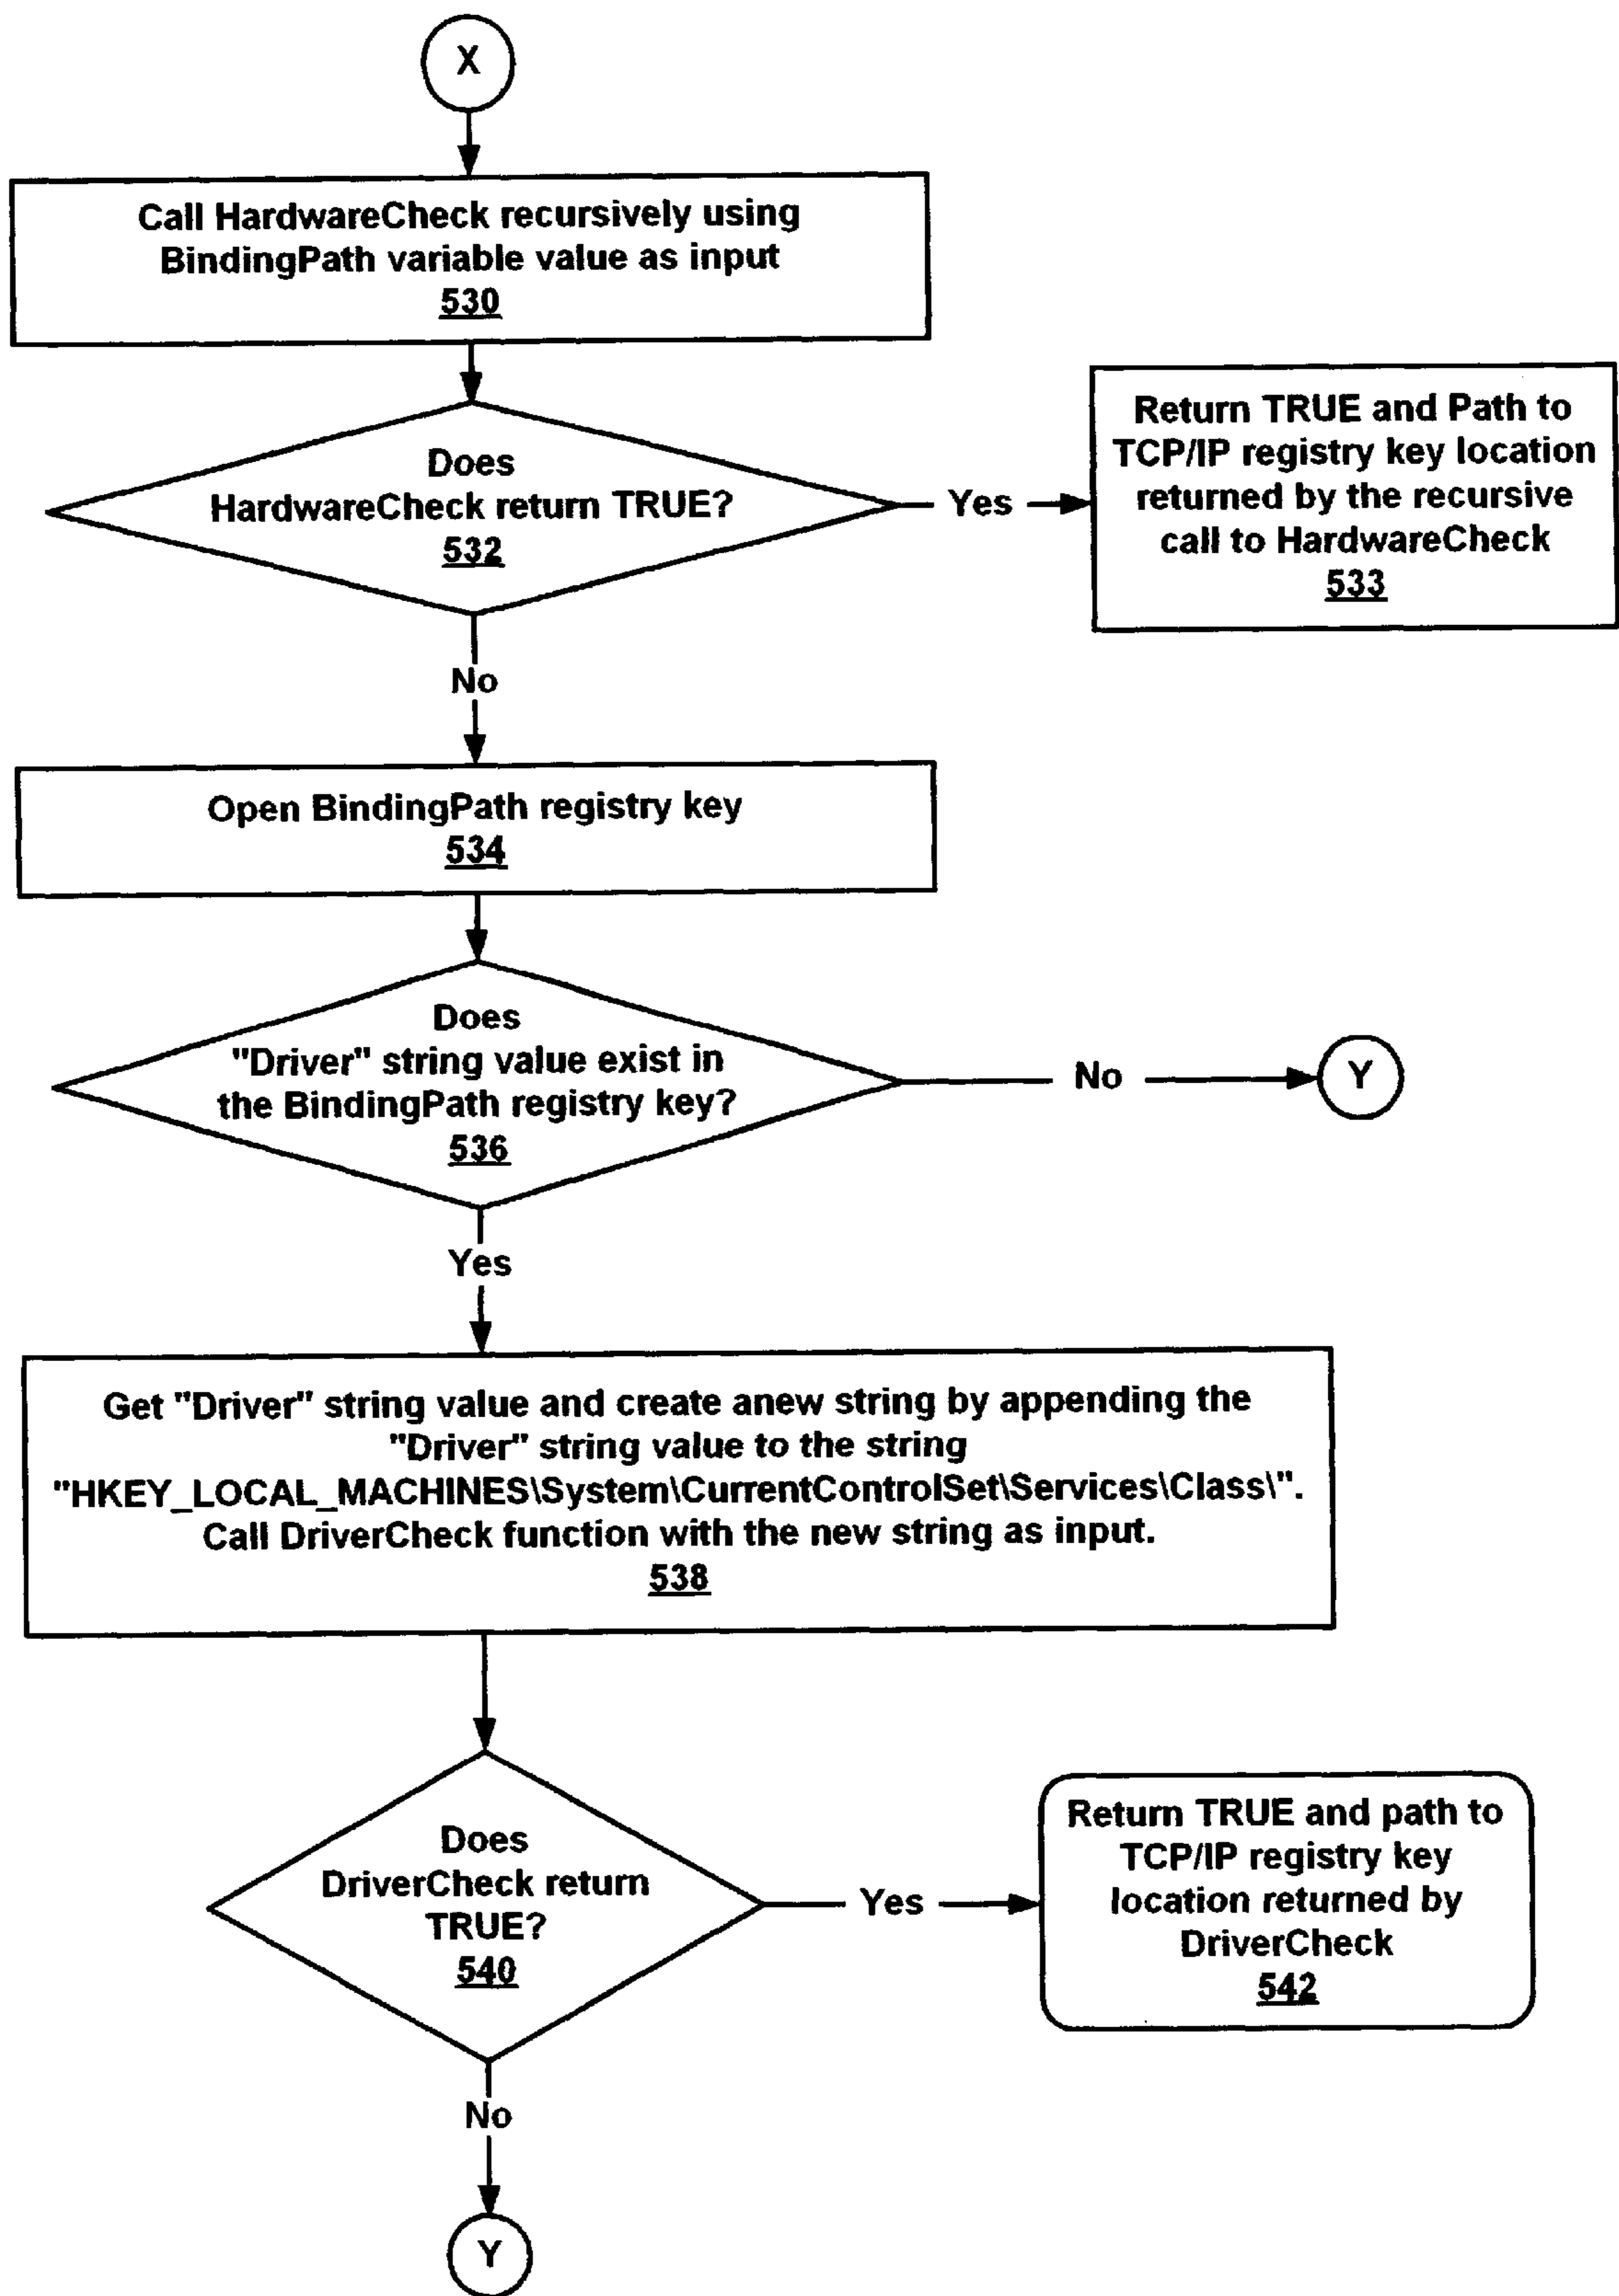 X
Call HardwareCheck recursively using
BindingPath variable value as input
530
Does
HardwareCheck return TRUE?
532
Yes
Return TRUE and Path to
TCP/IP registry key location
returned by the recursive
call to HardwareCheck
533
No
Open BindingPath registry key
534
Does
"Driver" string value exist in
the BindingPath registry key?
536
No
Y
Yes
Get "Driver" string value and create anew string by appending the
"Driver" string value to the string
"HKEY_LOCAL_MACHINES\System\CurrentControlSet\Services\Class\".
Call DriverCheck function with the new string as input.
538
Does
DriverCheck return
TRUE?
540
Yes
Return TRUE and path to
TCP/IP registry key
location returned by
DriverCheck
542
No
Y